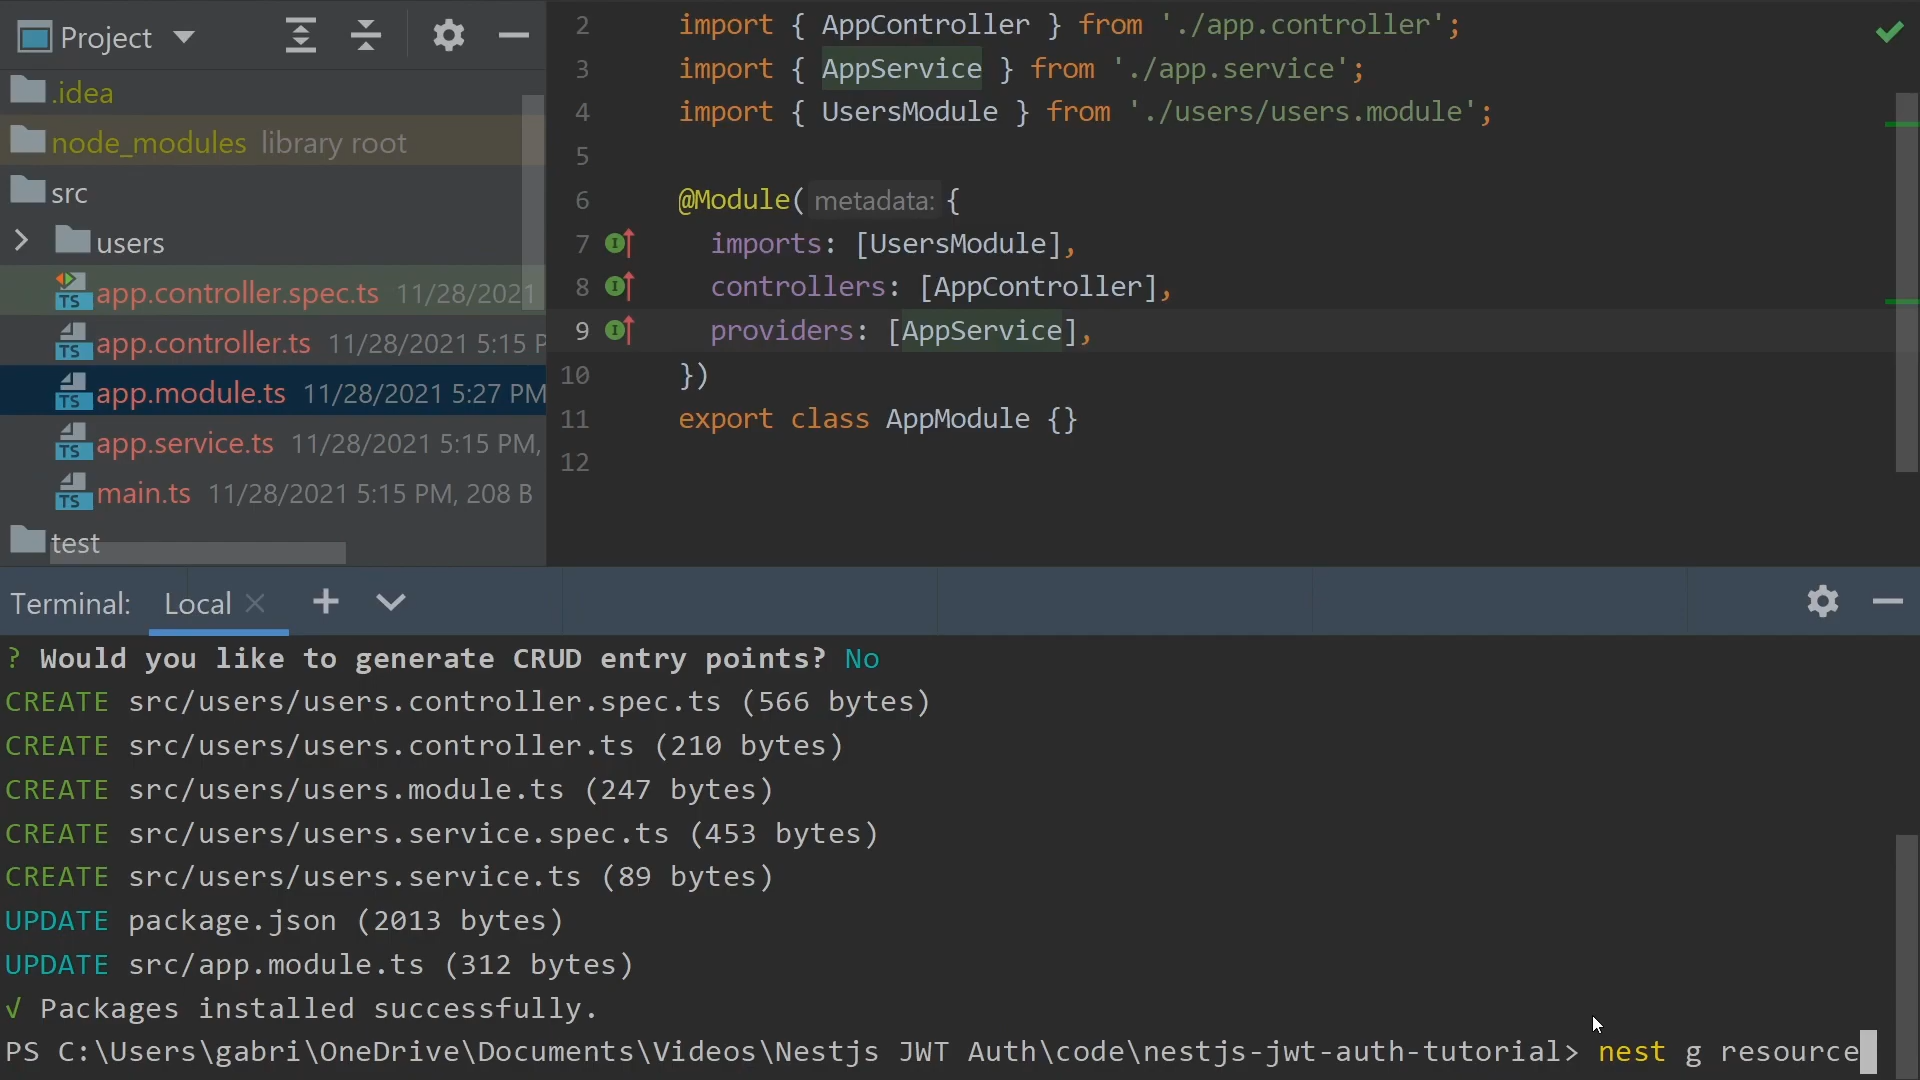 Project
.idea
node_modules library root
src
users
app.controller.spec.ts 11/28/2021
app.controller.ts 11/28/2021 5:15 P
app.module.ts 11/28/2021 5:27 PM
app.service.ts 11/28/2021 5:15 PM,
main.ts 11/28/2021 5:15 PM, 208 B
test
2 import { AppController } from './app.controller';
3 import { AppService } from './app.service';
4 import { UsersModule } from './users/users.module';
5
6 @Module( metadata: {
7 imports: [UsersModule],
8 controllers: [AppController],
9 providers: [AppService],
10 })
11 export class AppModule {}
12
Terminal: Local
? Would you like to generate CRUD entry points? No
CREATE src/users/users.controller.spec.ts (566 bytes)
CREATE src/users/users.controller.ts (210 bytes)
CREATE src/users/users.module.ts (247 bytes)
CREATE src/users/users.service.spec.ts (453 bytes)
CREATE src/users/users.service.ts (89 bytes)
UPDATE package.json (2013 bytes)
UPDATE src/app.module.ts (312 bytes)
√ Packages installed successfully.
PS C:\Users\gabri\OneDrive\Documents\Videos\Nestjs JWT Auth\code\nestjs-jwt-auth-tutorial> nest g resource